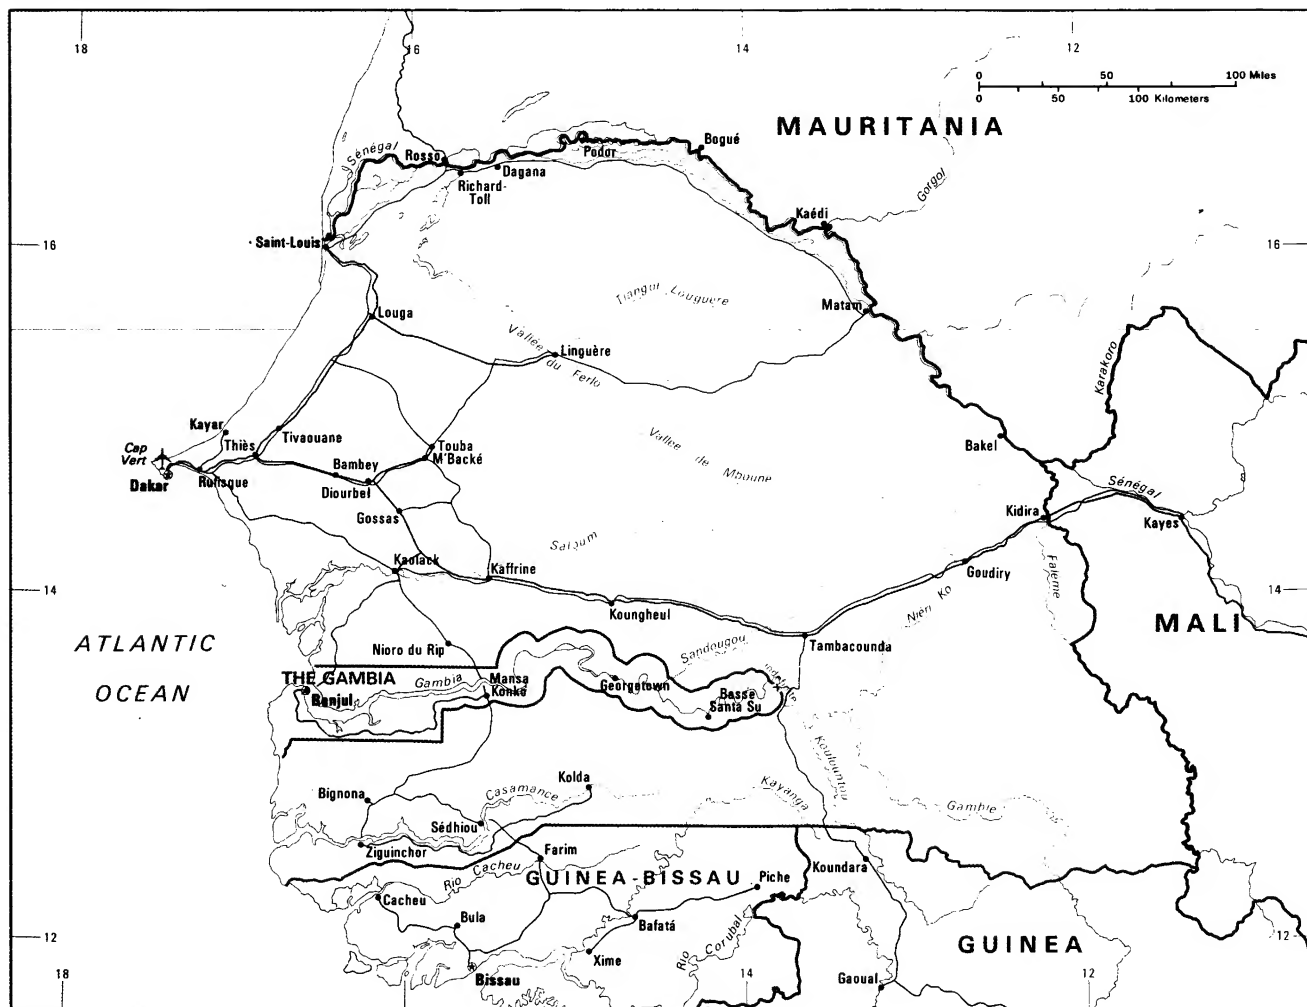 18
16
14
12
0 50 100 Miles
0 50 100 Kilometers
MAURITANIA
Sénégal
Rosso
Podor
Bogué
Dagana
Richard-
Toll
Gorgol
Kaédi
16
Saint-Louis
16
Tiangol Louguere
Matam
Louga
Vallée
du Ferlo
Linguère
Karakoro
Kayar
Tivaouane
Thiès
Cap
Vert
Touba
M'Backé
Vallée
de Mboune
Bakel
Bambey
Dakar
Rufisque
Diourbel
Sénégal
Gossas
Kidira
Kayes
Saloum
Kaolack
Kaffrine
Goudiry
Faleme
14
14
Niéri Ko
Koungheul
MALI
ATLANTIC
OCEAN
Nioro du Rip
Sandougou
Tambacounda
THE GAMBIA
Gambia
Mansa
Konko
Georgetown
Basse
Santa Su
Banjul
Koulountou
Kolda
Kayanga
Bignona
Casamance
Gambie
Sédhiou
Ziguinchor
Farim
Rio Cacheu
GUINEA-BISSAU
Piche
Koundara
Cacheu
Bula
Bafatá
Rio Corubal
12
GUINEA
12
Xime
Bissau
Gaoual
18
14
12